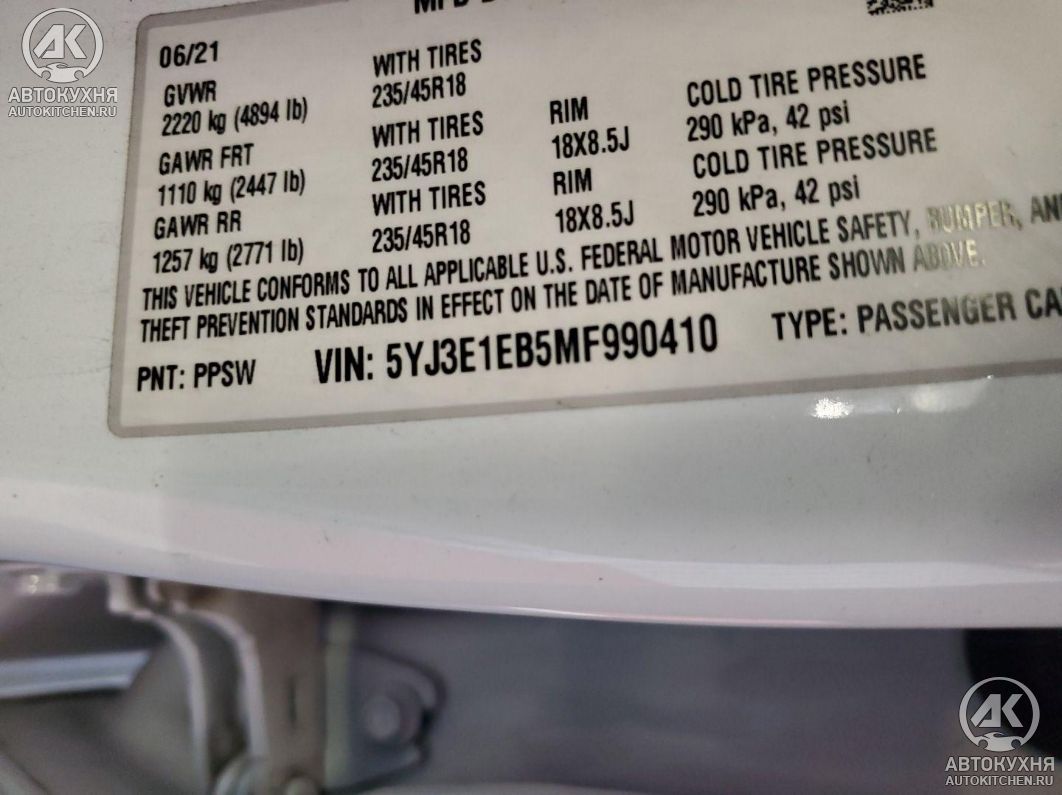 АВТОКУХНЯ
AUTOKITCHEN.RU
06/21
GVWR
2220 kg (4894 lb)
GAWR FRT
1110 kg (2447 lb)
GAWR RR
1257 kg (2771 lb)
WITH TIRES
235/45R18
WITH TIRES
235/45R18
WITH TIRES
235/45R18
RIM
18X8.5J
RIM
18X8.5J
COLD TIRE PRESSURE
290 kPa, 42 psi
COLD TIRE PRESSURE
290 kPa, 42 psi
THIS VEHICLE CONFORMS TO ALL APPLICABLE U.S. FEDERAL MOTOR VEHICLE SAFETY, BUMPER, AND
THEFT PREVENTION STANDARDS IN EFFECT ON THE DATE OF MANUFACTURE SHOWN ABOVE.
PNT: PPSW VIN: 5YJ3E1EB5MF990410 TYPE: PASSENGER CA
АВТОКУХНЯ
AUTOKITCHEN.RU